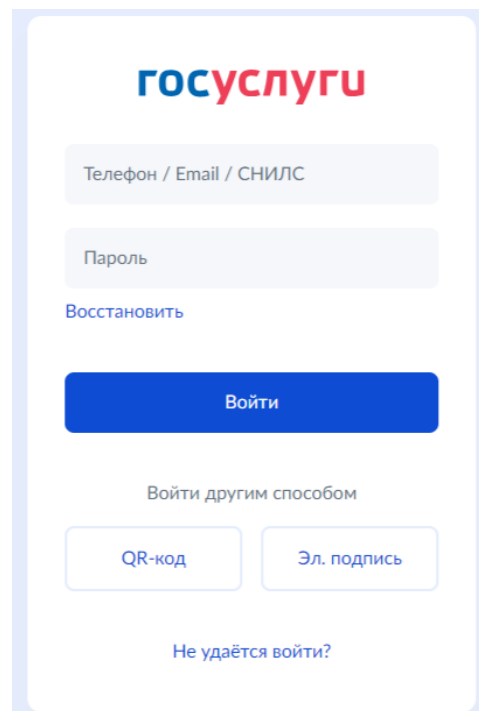 госуслуги
Телефон / Email / СНИЛС
Пароль
Восстановить
Войти
Войти другим способом
QR-код
Эл. подпись
Не удаётся войти?